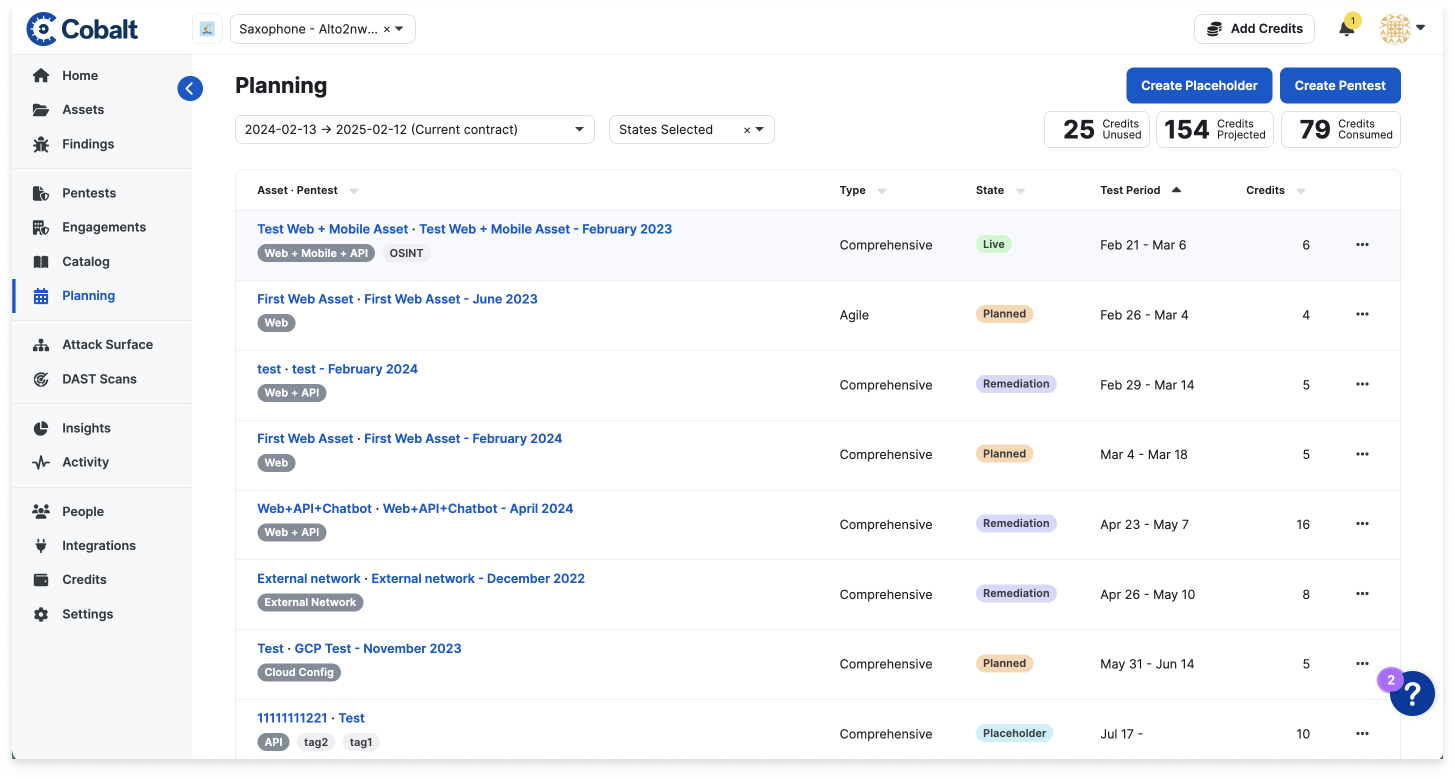 Cobalt
Saxophone - Alto2nw... ×
Add Credits
1
Home
Assets
Findings
Pentests
Engagements
Catalog
Planning
Attack Surface
DAST Scans
Insights
Activity
People
Integrations
Credits
Settings
Planning
Create Placeholder
Create Pentest
2024-02-13 → 2025-02-12 (Current contract)
States Selected ×
25 Credits Unused
154 Credits Projected
79 Credits Consumed
Asset · Pentest Type State Test Period Credits
Test Web + Mobile Asset · Test Web + Mobile Asset - February 2023
Web + Mobile + API OSINT
Comprehensive Live Feb 21 - Mar 6 6
First Web Asset · First Web Asset - June 2023
Web
Agile Planned Feb 26 - Mar 4 4
test · test - February 2024
Web + API
Comprehensive Remediation Feb 29 - Mar 14 5
First Web Asset · First Web Asset - February 2024
Web
Comprehensive Planned Mar 4 - Mar 18 5
Web+API+Chatbot · Web+API+Chatbot - April 2024
Web + API
Comprehensive Remediation Apr 23 - May 7 16
External network · External network - December 2022
External Network
Comprehensive Remediation Apr 26 - May 10 8
Test · GCP Test - November 2023
Cloud Config
Comprehensive Planned May 31 - Jun 14 5
11111111221 · Test
API tag2 tag1
Comprehensive Placeholder Jul 17 - 10
2
?